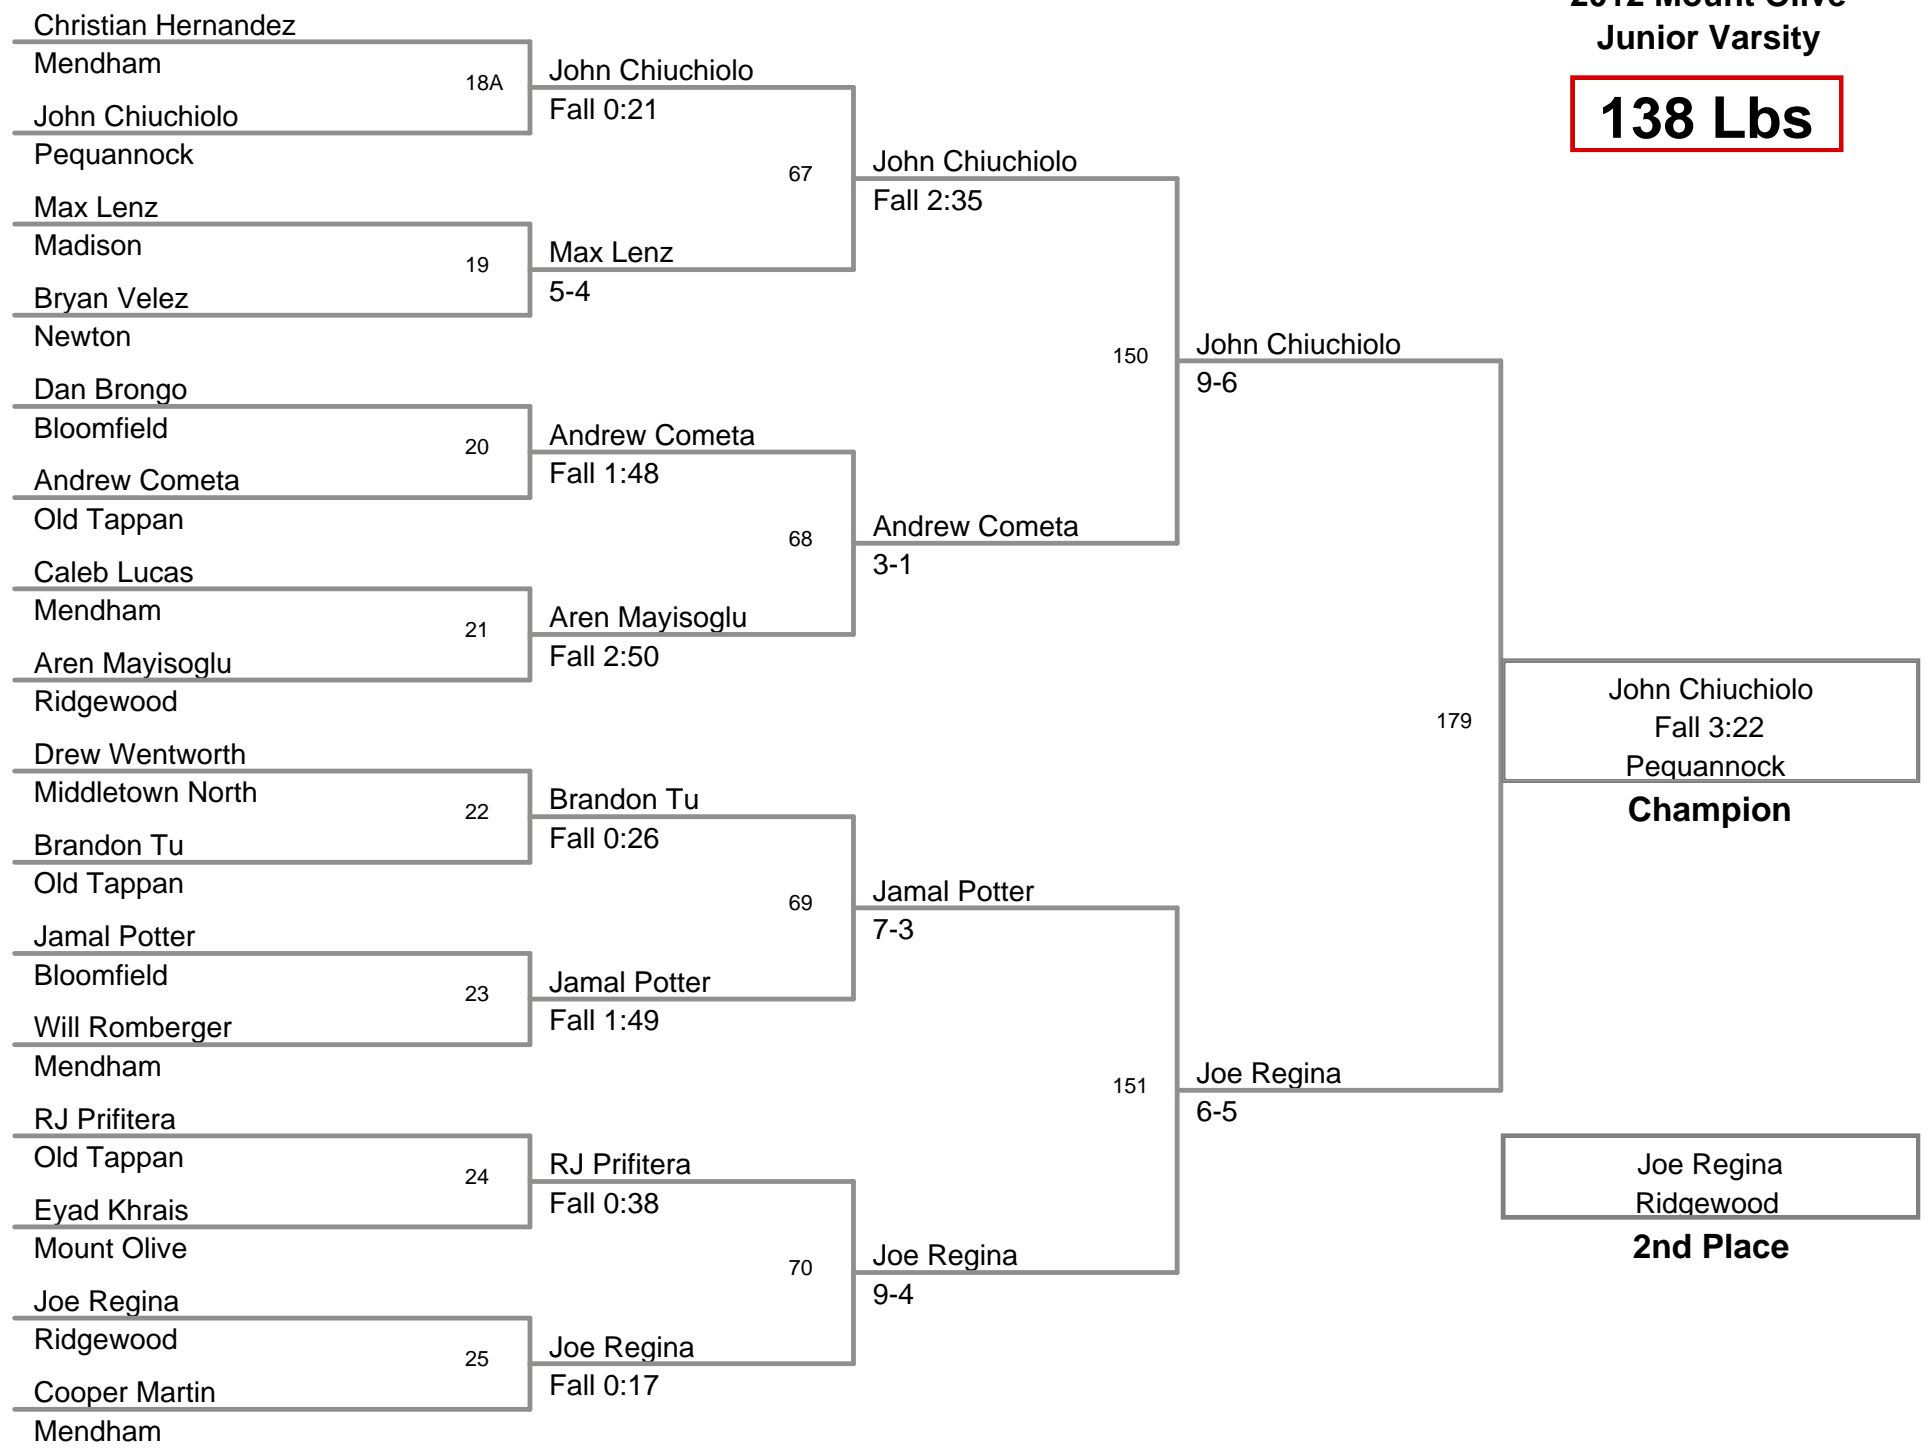 2012 Mount Olive
Junior Varsity
138 Lbs
Christian Hernandez
Mendham
18A
John Chiuchiolo
Pequannock
John Chiuchiolo
Fall 0:21
Max Lenz
Madison
19
Bryan Velez
Newton
Max Lenz
5-4
67
John Chiuchiolo
Fall 2:35
Dan Brongo
Bloomfield
20
Andrew Cometa
Old Tappan
Andrew Cometa
Fall 1:48
Caleb Lucas
Mendham
21
Aren Mayisoglu
Ridgewood
Aren Mayisoglu
Fall 2:50
68
Andrew Cometa
3-1
150
John Chiuchiolo
9-6
Drew Wentworth
Middletown North
22
Brandon Tu
Old Tappan
Brandon Tu
Fall 0:26
Jamal Potter
Bloomfield
23
Will Romberger
Mendham
Jamal Potter
Fall 1:49
69
Jamal Potter
7-3
RJ Prifitera
Old Tappan
24
Eyad Khrais
Mount Olive
RJ Prifitera
Fall 0:38
Joe Regina
Ridgewood
25
Cooper Martin
Mendham
Joe Regina
Fall 0:17
70
Joe Regina
9-4
151
Joe Regina
6-5
179
John Chiuchiolo
Fall 3:22
Pequannock
Champion
Joe Regina
Ridgewood
2nd Place